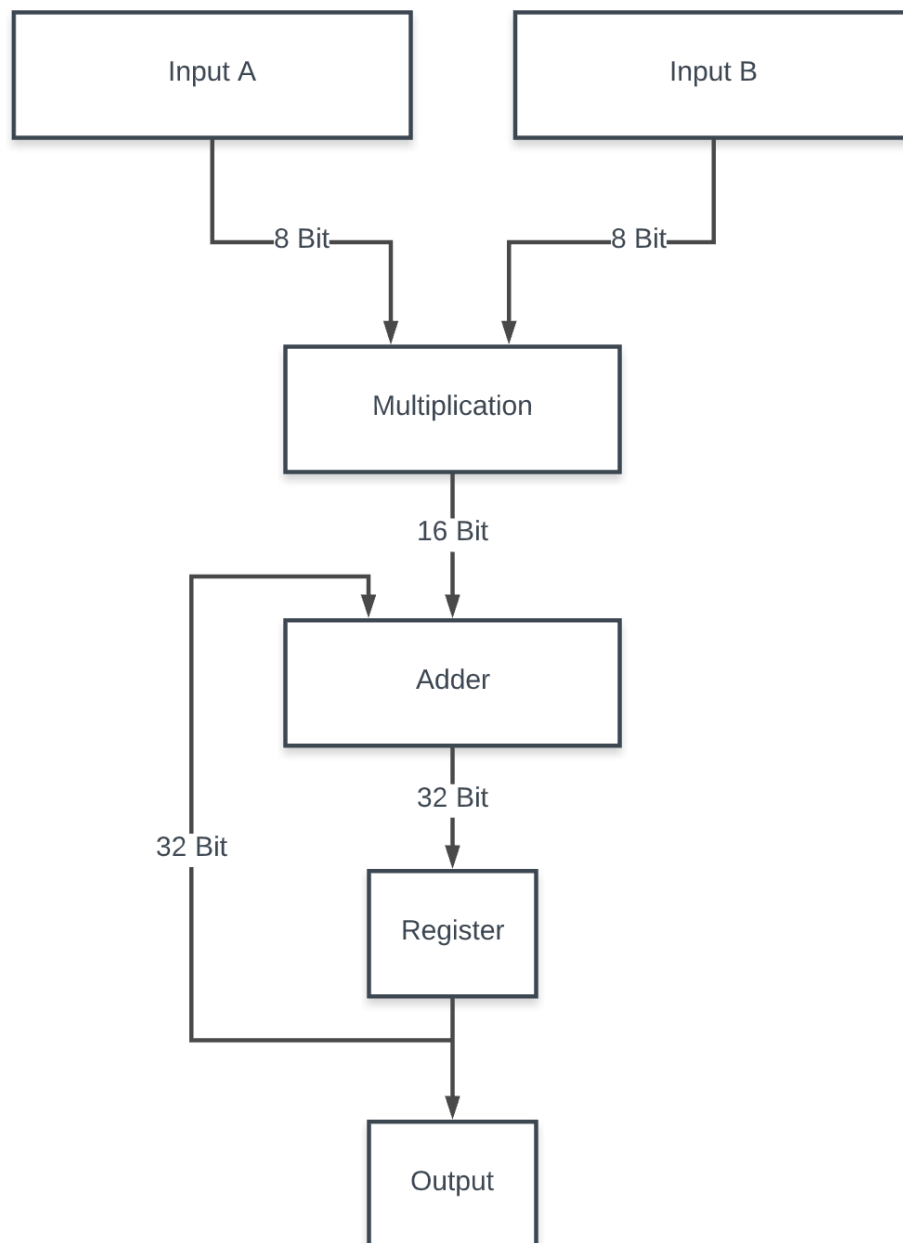 Input A
Input B
8 Bit
8 Bit
Multiplication
16 Bit
Adder
32 Bit
32 Bit
Register
Output